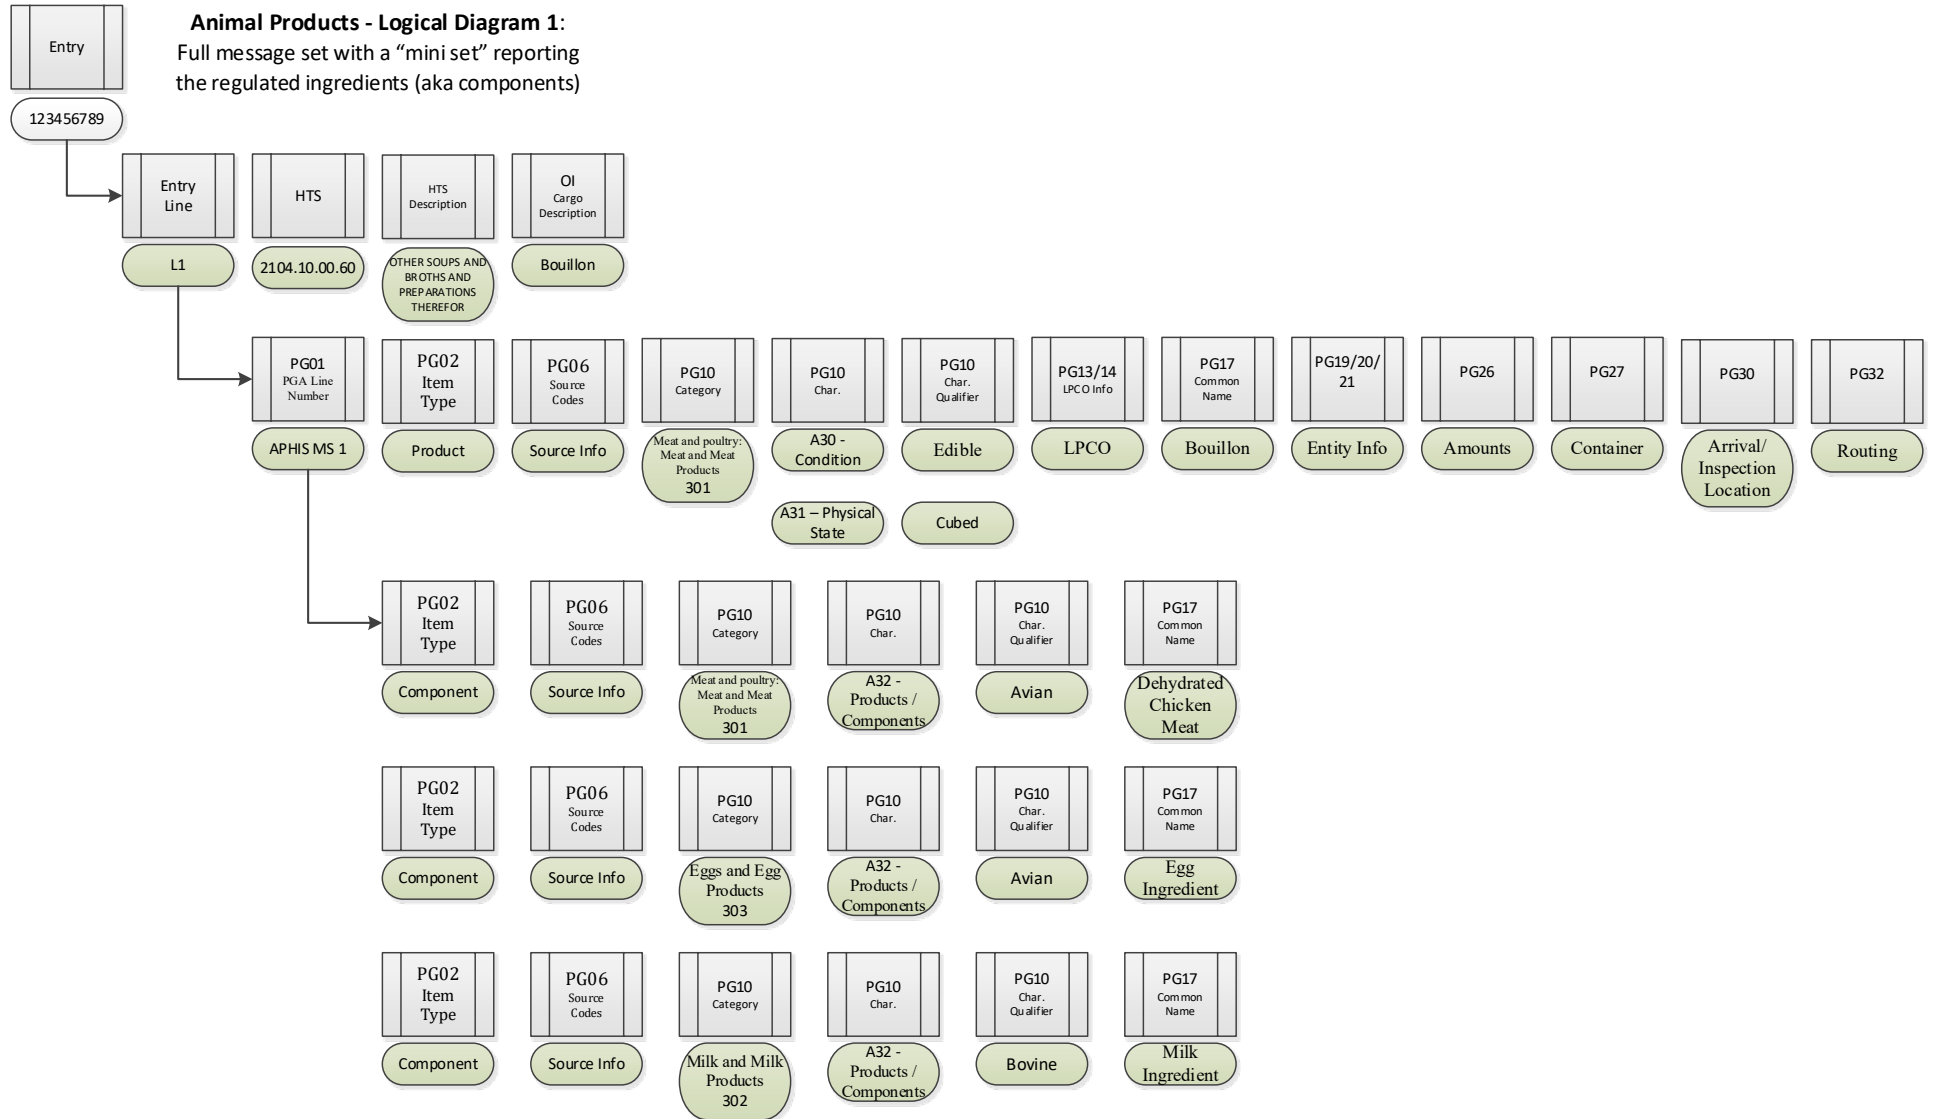 Entry
Animal Products - Logical Diagram 1:
Full message set with a “mini set” reporting
the regulated ingredients (aka components)
123456789
Entry
Line
HTS
HTS
Description
OI
Cargo
Description
L1
2104.10.00.60
OTHER SOUPS AND
BROTHS AND
PREPARATIONS
THEREFOR
Bouillon
PG01
PGA Line
Number
PG02
Item
Type
PG06
Source
Codes
PG10
Category
PG10
Char.
PG10
Char.
Qualifier
PG13/14
LPCO Info
PG17
Common
Name
PG19/20/
21
PG26
PG27
PG30
PG32
APHIS MS 1
Product
Source Info
Meat and poultry:
Meat and Meat
Products
301
A30 -
Condition
Edible
LPCO
Bouillon
Entity Info
Amounts
Container
Arrival/
Inspection
Location
Routing
A31 – Physical
State
Cubed
PG02
Item
Type
PG06
Source
Codes
PG10
Category
PG10
Char.
PG10
Char.
Qualifier
PG17
Common
Name
Component
Source Info
Meat and poultry:
Meat and Meat
Products
301
A32 -
Products /
Components
Avian
Dehydrated
Chicken
Meat
PG02
Item
Type
PG06
Source
Codes
PG10
Category
PG10
Char.
PG10
Char.
Qualifier
PG17
Common
Name
Component
Source Info
Eggs and Egg
Products
303
A32 -
Products /
Components
Avian
Egg
Ingredient
PG02
Item
Type
PG06
Source
Codes
PG10
Category
PG10
Char.
PG10
Char.
Qualifier
PG17
Common
Name
Component
Source Info
Milk and Milk
Products
302
A32 -
Products /
Components
Bovine
Milk
Ingredient